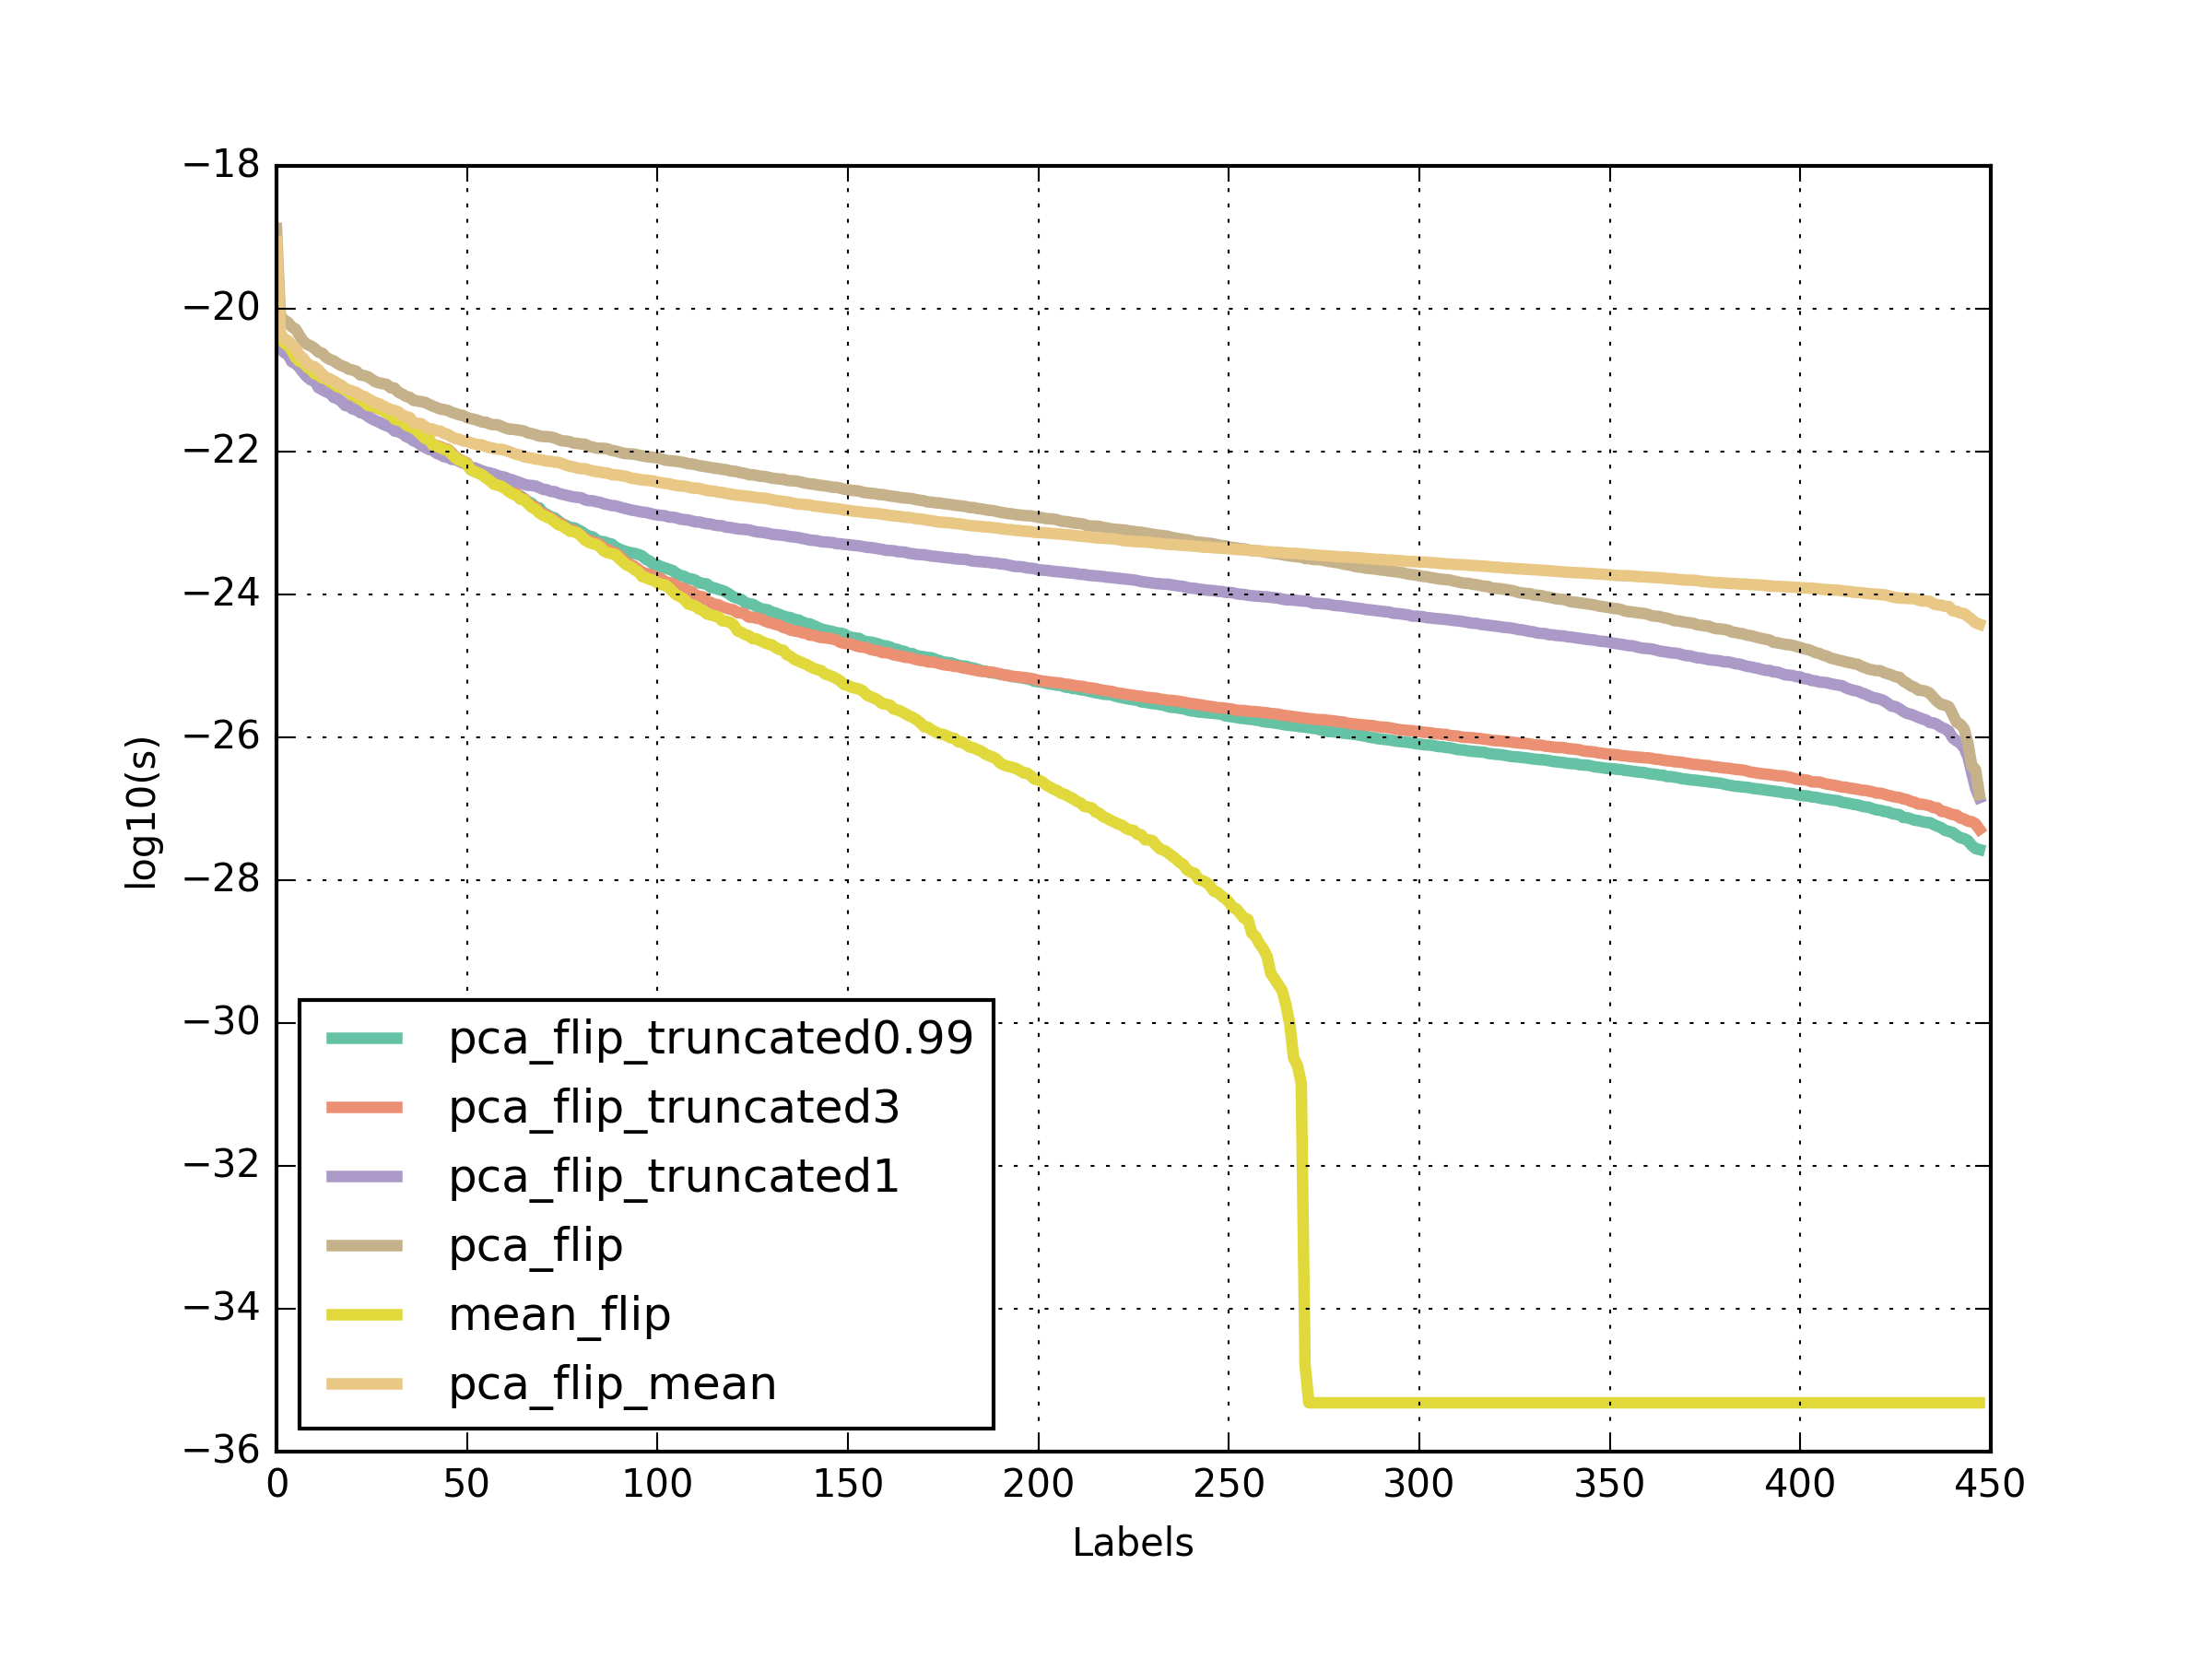 −18
−20
−22
−24
−26
−28
−30
−32
−34
−36
log10(s)
pca_flip_truncated0.99
pca_flip_truncated3
pca_flip_truncated1
pca_flip
mean_flip
pca_flip_mean
0 50 100 150 200 250 300 350 400 450
Labels